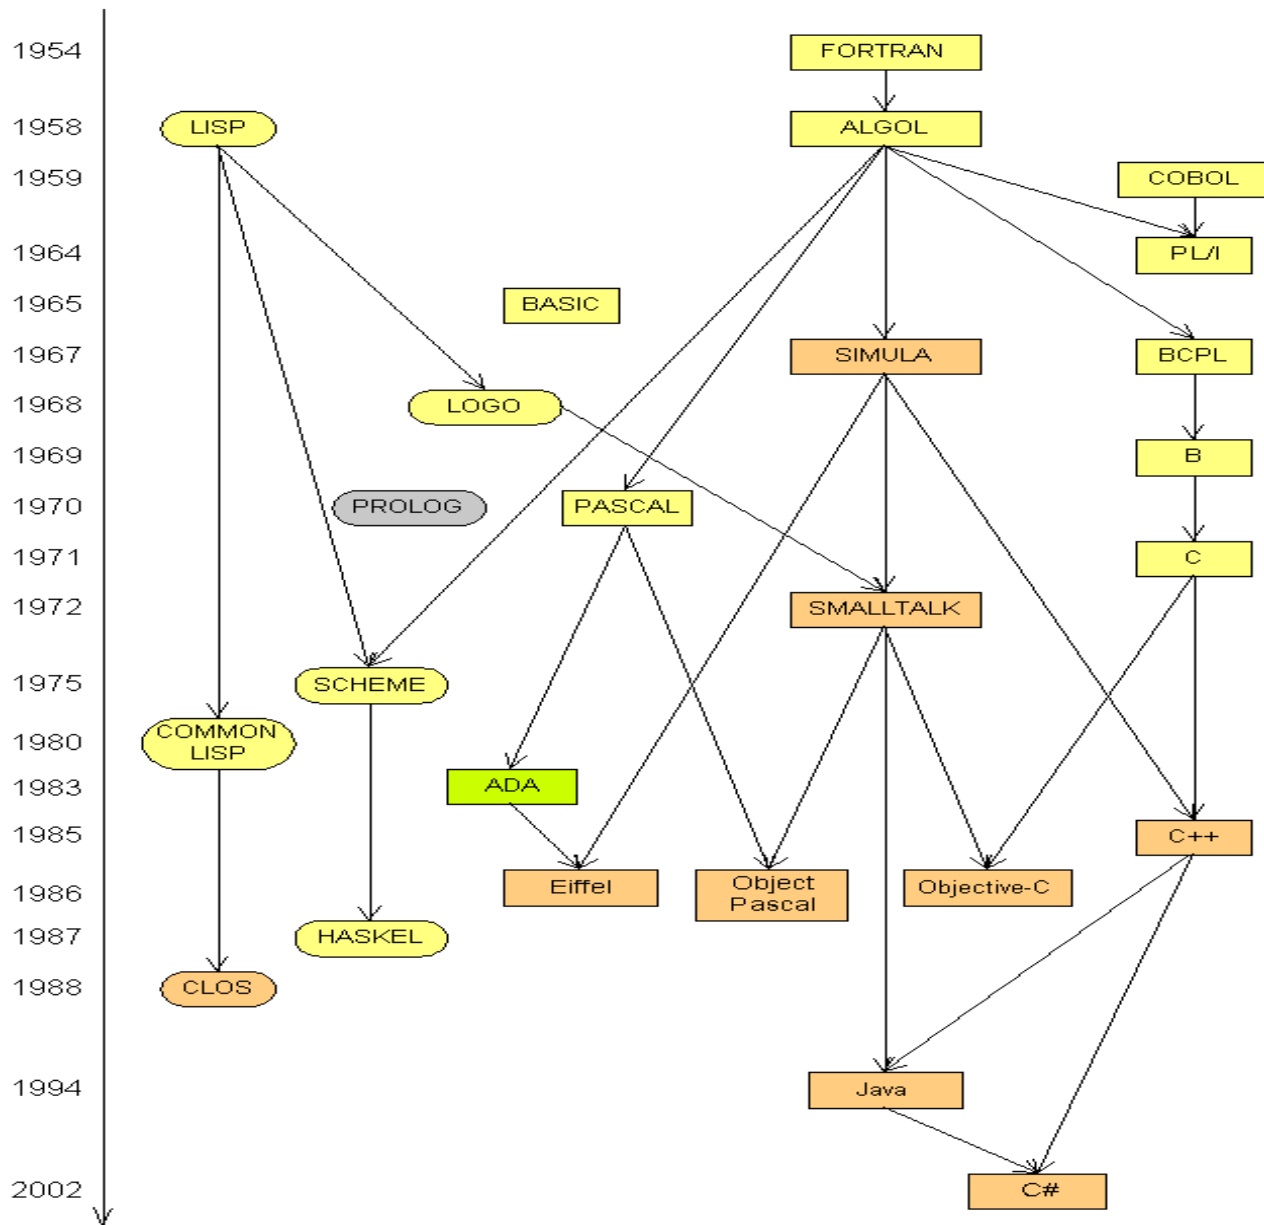 1954
FORTRAN
1958
LISP
ALGOL
1959
COBOL
1964
PL/I
1965
BASIC
1967
SIMULA
BCPL
1968
LOGO
1969
B
1970
PROLOG
PASCAL
1971
C
1972
SMALLTALK
1975
SCHEME
1980
COMMON
LISP
1983
ADA
1985
C++
1986
Eiffel
Object
Pascal
Objective-C
1987
HASKEL
1988
CLOS
1994
Java
2002
C#